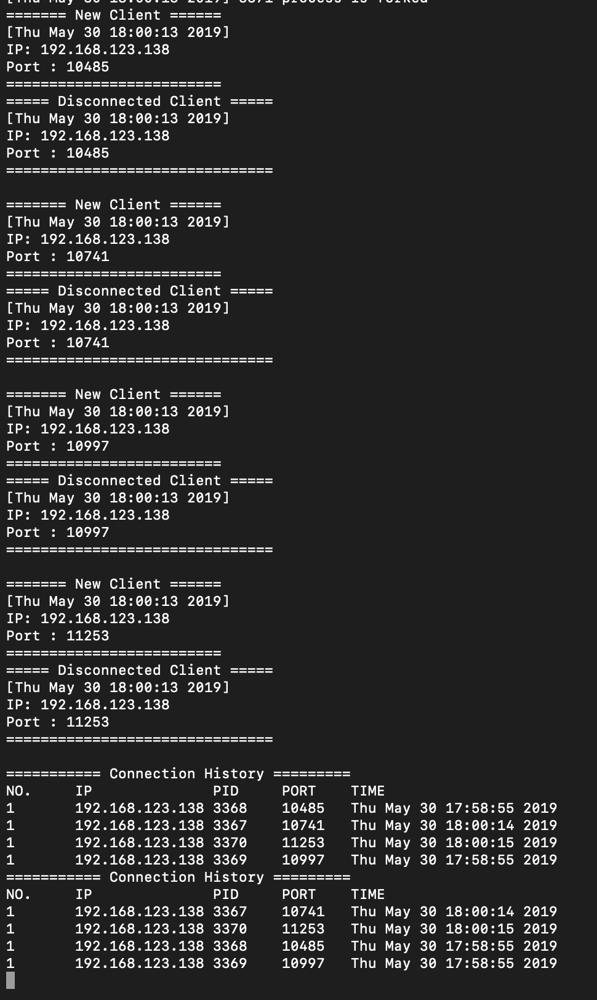 [Thu May 30 18:00:13 2019] 3371 process is forked
======= New Client ======
[Thu May 30 18:00:13 2019]
IP: 192.168.123.138
Port : 10485
=========================
===== Disconnected Client =====
[Thu May 30 18:00:13 2019]
IP: 192.168.123.138
Port : 10485
===============================
======= New Client ======
[Thu May 30 18:00:13 2019]
IP: 192.168.123.138
Port : 10741
=========================
===== Disconnected Client =====
[Thu May 30 18:00:13 2019]
IP: 192.168.123.138
Port : 10741
===============================
======= New Client ======
[Thu May 30 18:00:13 2019]
IP: 192.168.123.138
Port : 10997
=========================
===== Disconnected Client =====
[Thu May 30 18:00:13 2019]
IP: 192.168.123.138
Port : 10997
===============================
======= New Client ======
[Thu May 30 18:00:13 2019]
IP: 192.168.123.138
Port : 11253
=========================
===== Disconnected Client =====
[Thu May 30 18:00:13 2019]
IP: 192.168.123.138
Port : 11253
===============================
=========== Connection History =========
NO. IP PID PORT TIME
1 192.168.123.138 3368 10485 Thu May 30 17:58:55 2019
1 192.168.123.138 3367 10741 Thu May 30 18:00:14 2019
1 192.168.123.138 3370 11253 Thu May 30 18:00:15 2019
1 192.168.123.138 3369 10997 Thu May 30 17:58:55 2019
=========== Connection History =========
NO. IP PID PORT TIME
1 192.168.123.138 3367 10741 Thu May 30 18:00:14 2019
1 192.168.123.138 3370 11253 Thu May 30 18:00:15 2019
1 192.168.123.138 3368 10485 Thu May 30 17:58:55 2019
1 192.168.123.138 3369 10997 Thu May 30 17:58:55 2019